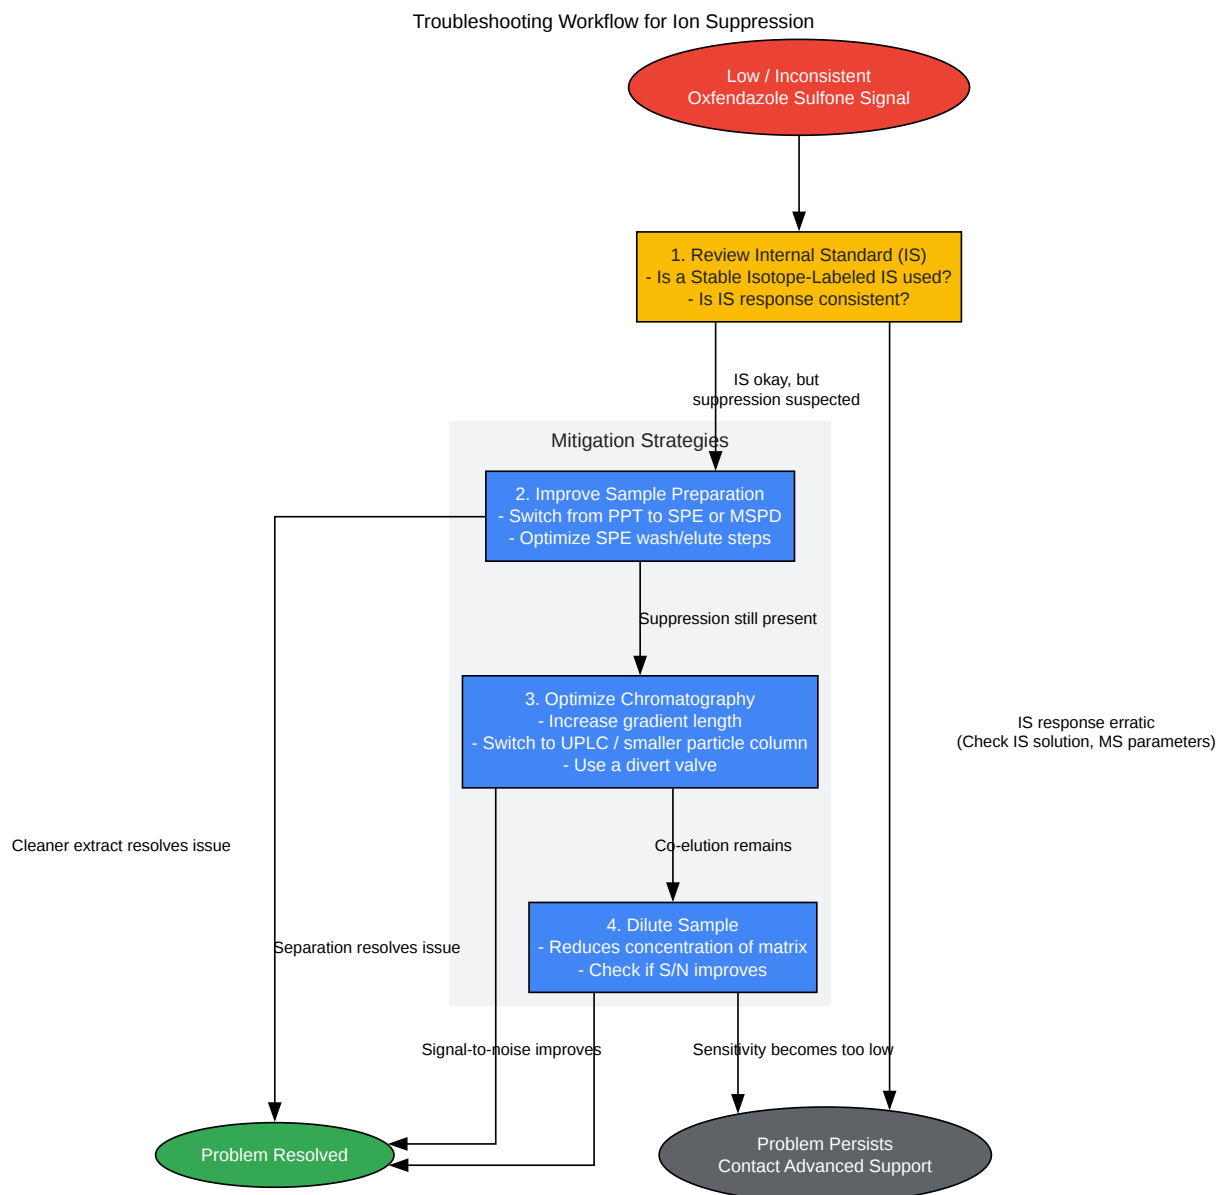 Troubleshooting Workflow for Ion Suppression
Low / Inconsistent
Oxfendazole Sulfone Signal
1. Review Internal Standard (IS)
- Is a Stable Isotope-Labeled IS used?
- Is IS response consistent?
IS okay, but
suppression suspected
Mitigation Strategies
2. Improve Sample Preparation
- Switch from PPT to SPE or MSPD
- Optimize SPE wash/elute steps
Suppression still present
3. Optimize Chromatography
- Increase gradient length
- Switch to UPLC / smaller particle column
- Use a divert valve
IS response erratic
(Check IS solution, MS parameters)
Cleaner extract resolves issue
Co-elution remains
4. Dilute Sample
- Reduces concentration of matrix
- Check if S/N improves
Separation resolves issue
Signal-to-noise improves
Sensitivity becomes too low
Problem Resolved
Problem Persists
Contact Advanced Support